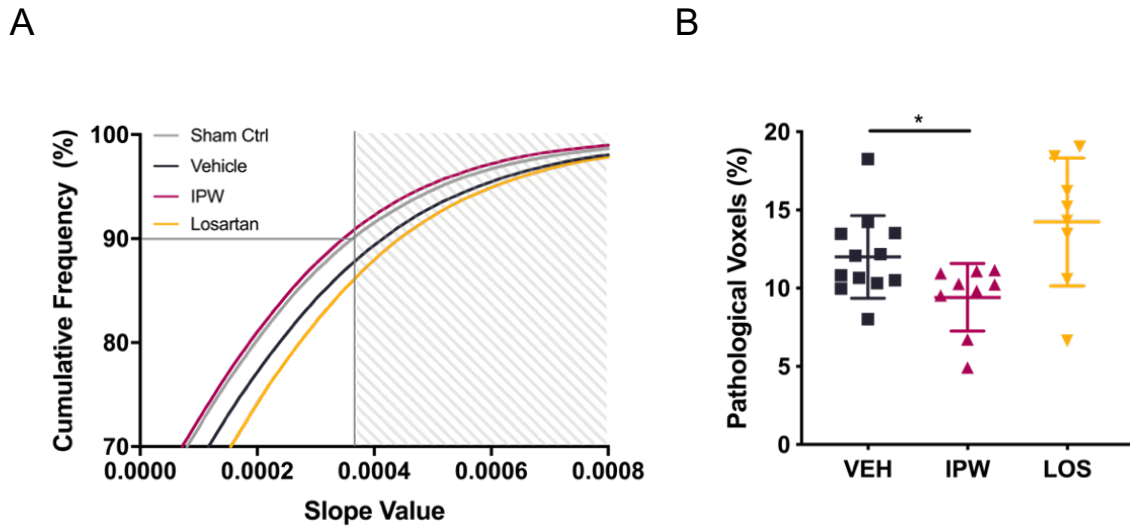 A
B
Cumulative Frequency (%)
100
90
80
70
Sham Ctrl
Vehicle
IPW
Losartan
0.0000 0.0002 0.0004 0.0006 0.0008
Slope Value
Pathological Voxels (%)
20
15
10
5
0
*
VEH IPW LOS